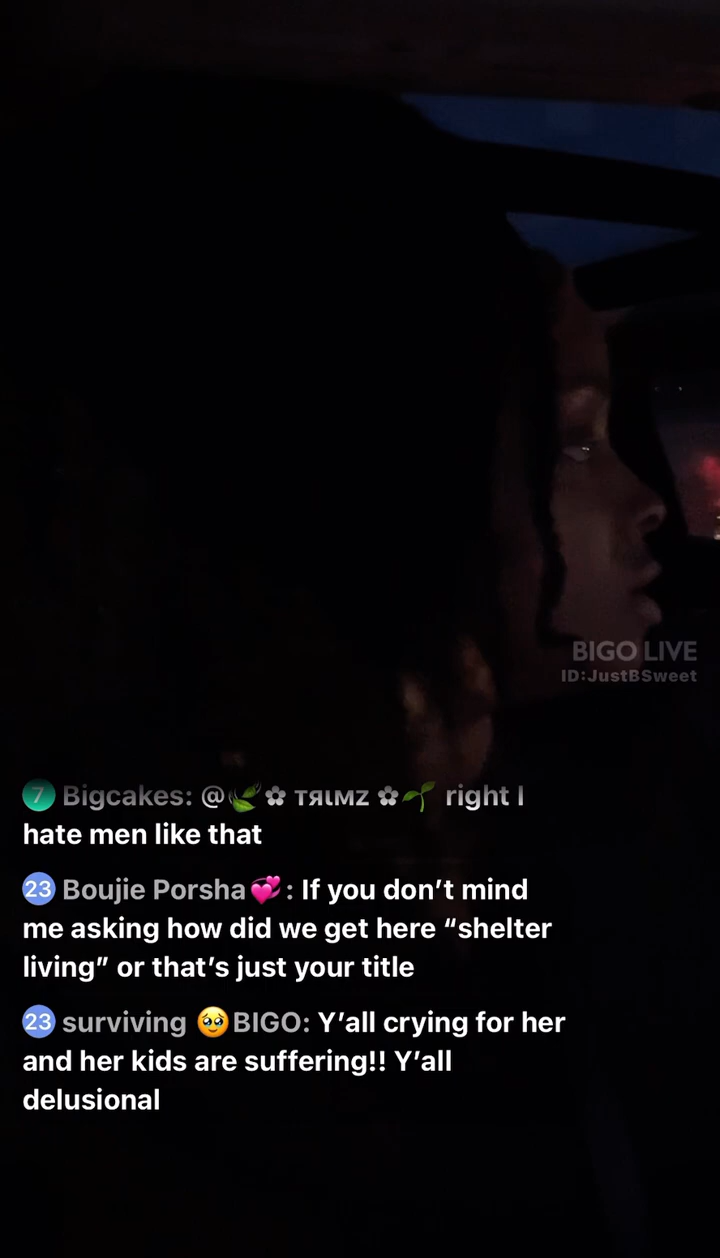 BIGO LIVE
ID:JustBSweet
7 Bigcakes: @🌿✿ тяιмz ✿🌱 right I
hate men like that
23 Boujie Porsha💞: If you don’t mind
me asking how did we get here “shelter
living” or that’s just your title
23 surviving 🥹BIGO: Y’all crying for her
and her kids are suffering!! Y’all
delusional